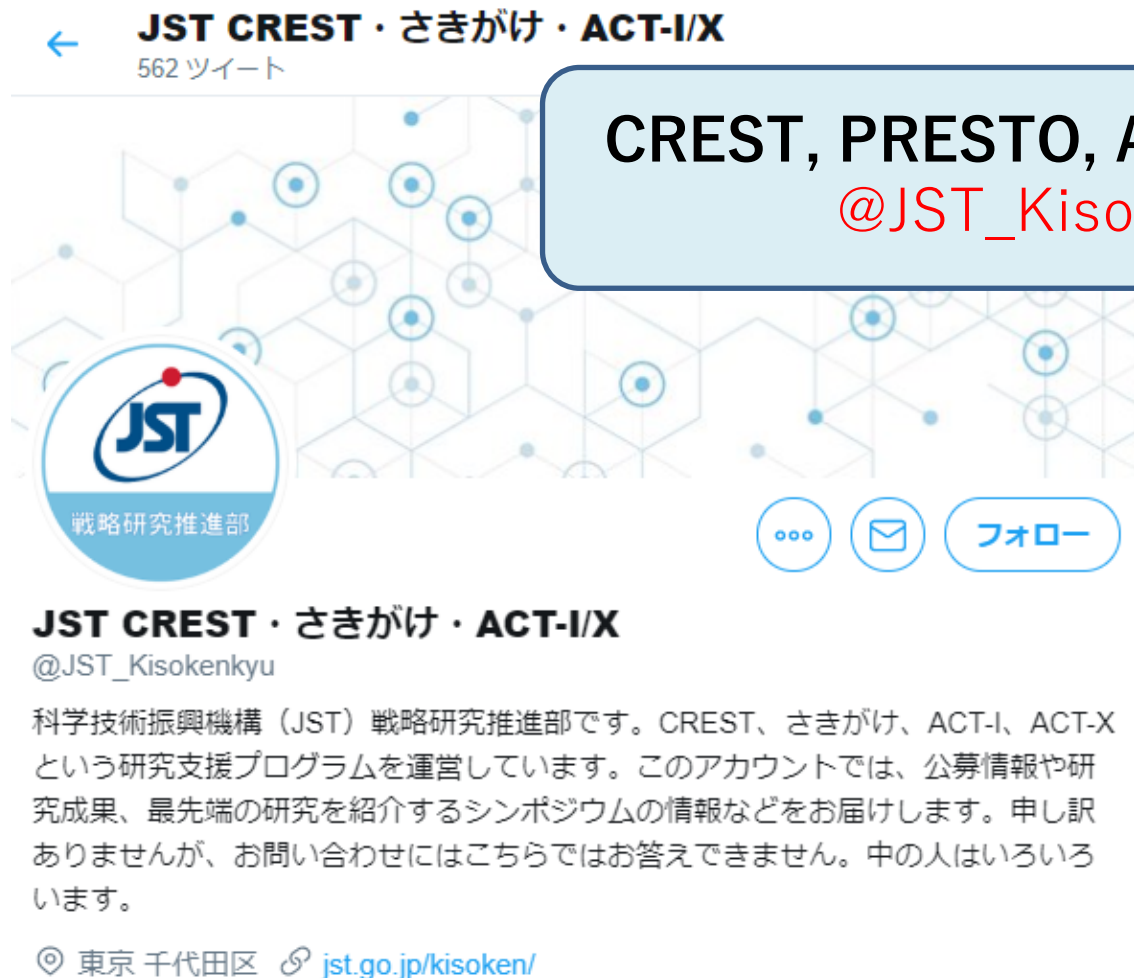 JST CREST・さきがけ・ACT-I/X
562 ツイート
CREST, PRESTO, A
@JST_Kiso
JST
戦略研究推進部
フォロー
JST CREST・さきがけ・ACT-I/X
@JST_Kisokenkyu
科学技術振興機構（JST）戦略研究推進部です。CREST、さきがけ、ACT-I、ACT-X
という研究支援プログラムを運営しています。このアカウントでは、公募情報や研
究成果、最先端の研究を紹介するシンポジウムの情報などをお届けします。申し訳
ありませんが、お問い合わせにはこちらではお答えできません。中の人はいろいろ
います。
東京 千代田区 jst.go.jp/kisoken/